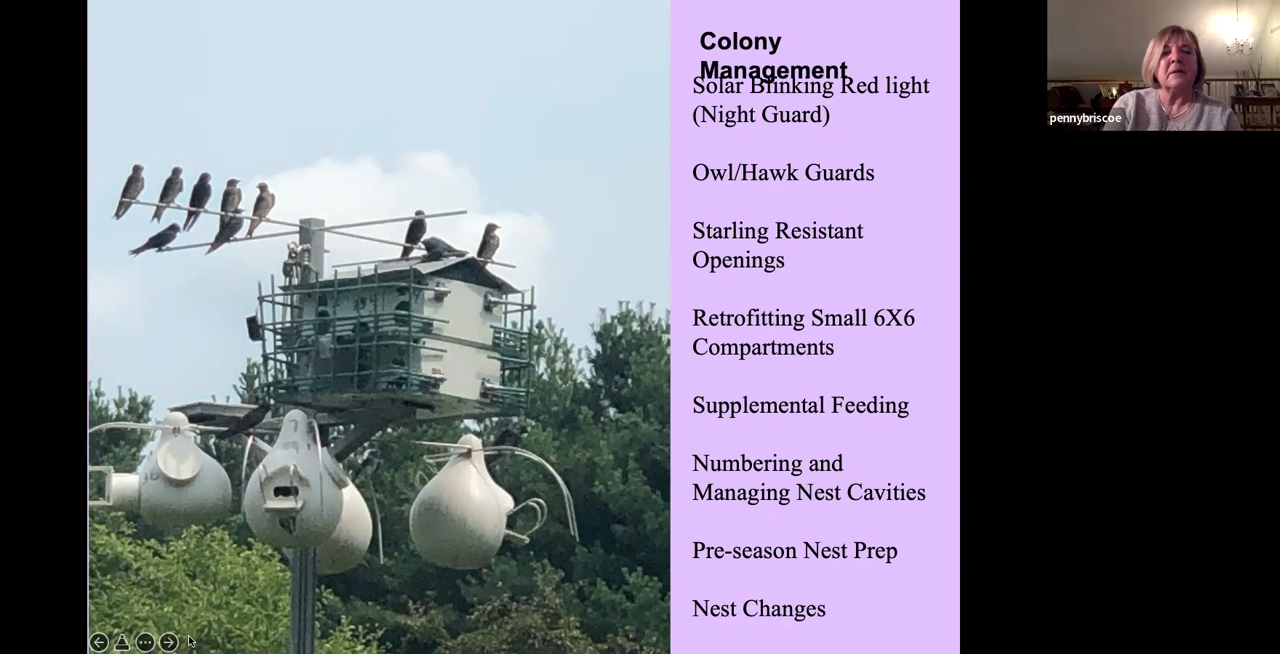 Colony
Management
Solar Blinking Red light
(Night Guard)
Owl/Hawk Guards
Starling Resistant
Openings
Retrofitting Small 6X6
Compartments
Supplemental Feeding
Numbering and
Managing Nest Cavities
Pre-season Nest Prep
Nest Changes
pennybriscoe